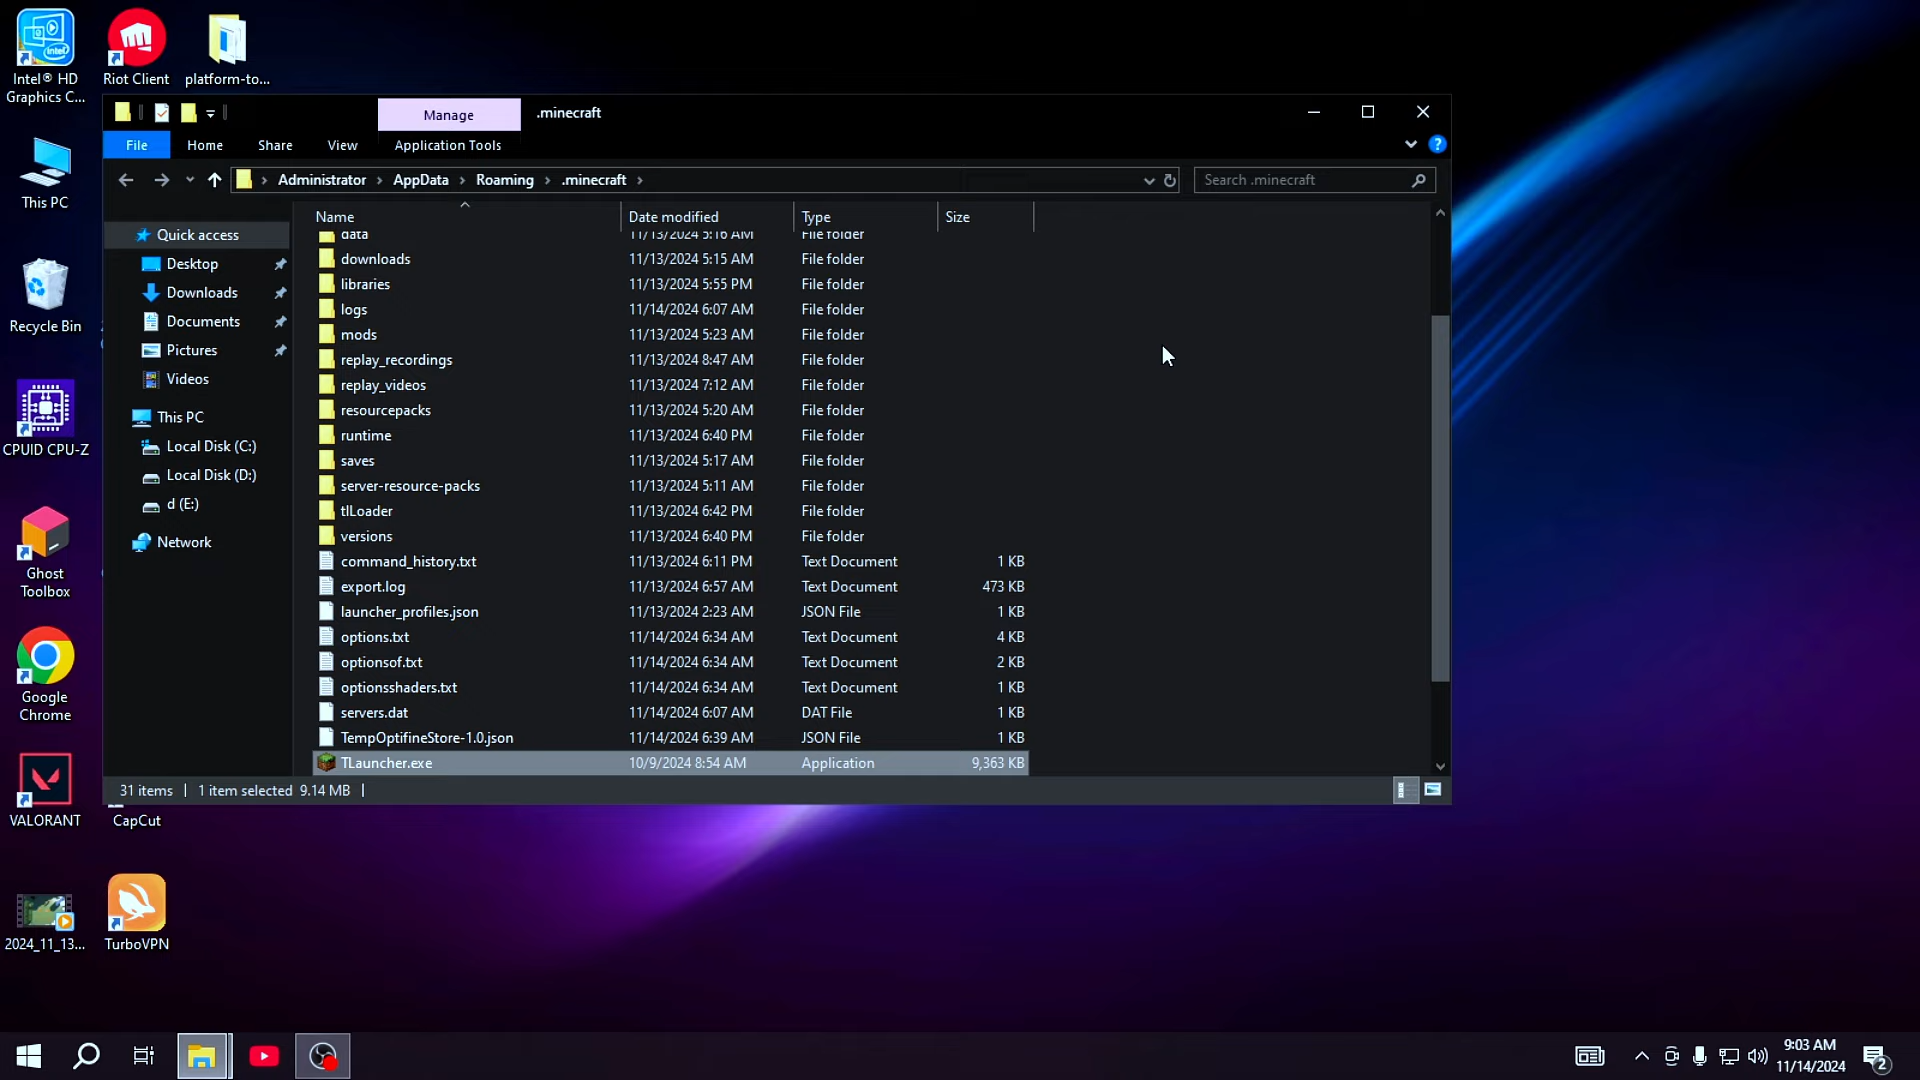 Intel® HD
Graphics C...
Riot Client
platform-to...
This PC
Recycle Bin
CPUID CPU-Z
Ghost
Toolbox
Google
Chrome
VALORANT
CapCut
2024_11_13...
TurboVPN
Manage
.minecraft
File
Home
Share
View
Application Tools
?
Administrator
AppData
Roaming
.minecraft
Search .minecraft
Quick access
Desktop
Downloads
Documents
Pictures
Videos
This PC
Local Disk (C:)
Local Disk (D:)
d (E:)
Network
Name Date modified Type Size
data 11/13/2024 5:16 AM File folder
downloads 11/13/2024 5:15 AM File folder
libraries 11/13/2024 5:55 PM File folder
logs 11/14/2024 6:07 AM File folder
mods 11/13/2024 5:23 AM File folder
replay_recordings 11/13/2024 8:47 AM File folder
replay_videos 11/13/2024 7:12 AM File folder
resourcepacks 11/13/2024 5:20 AM File folder
runtime 11/13/2024 6:40 PM File folder
saves 11/13/2024 5:17 AM File folder
server-resource-packs 11/13/2024 5:11 AM File folder
tlLoader 11/13/2024 6:42 PM File folder
versions 11/13/2024 6:40 PM File folder
command_history.txt 11/13/2024 6:11 PM Text Document 1 KB
export.log 11/13/2024 6:57 AM Text Document 473 KB
launcher_profiles.json 11/13/2024 2:23 AM JSON File 1 KB
options.txt 11/14/2024 6:34 AM Text Document 4 KB
optionsof.txt 11/14/2024 6:34 AM Text Document 2 KB
optionsshaders.txt 11/14/2024 6:34 AM Text Document 1 KB
servers.dat 11/14/2024 6:07 AM DAT File 1 KB
TempOptifineStore-1.0.json 11/14/2024 6:39 AM JSON File 1 KB
TLauncher.exe 10/9/2024 8:54 AM Application 9,363 KB
31 items 1 item selected 9.14 MB
9:03 AM
11/14/2024
2